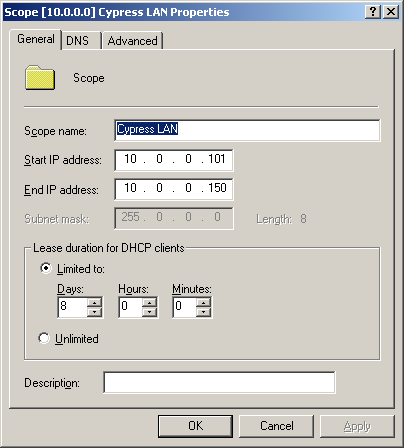 Scope [10.0.0.0] Cypress LAN Properties
General DNS Advanced
Scope
Scope name: Cypress LAN
Start IP address: 10 . 0 . 0 . 101
End IP address: 10 . 0 . 0 . 150
Subnet mask: 255 . 0 . 0 . 0 Length: 8
Lease duration for DHCP clients
Limited to:
Days: Hours: Minutes:
8 0 0
Unlimited
Description:
OK Cancel Apply